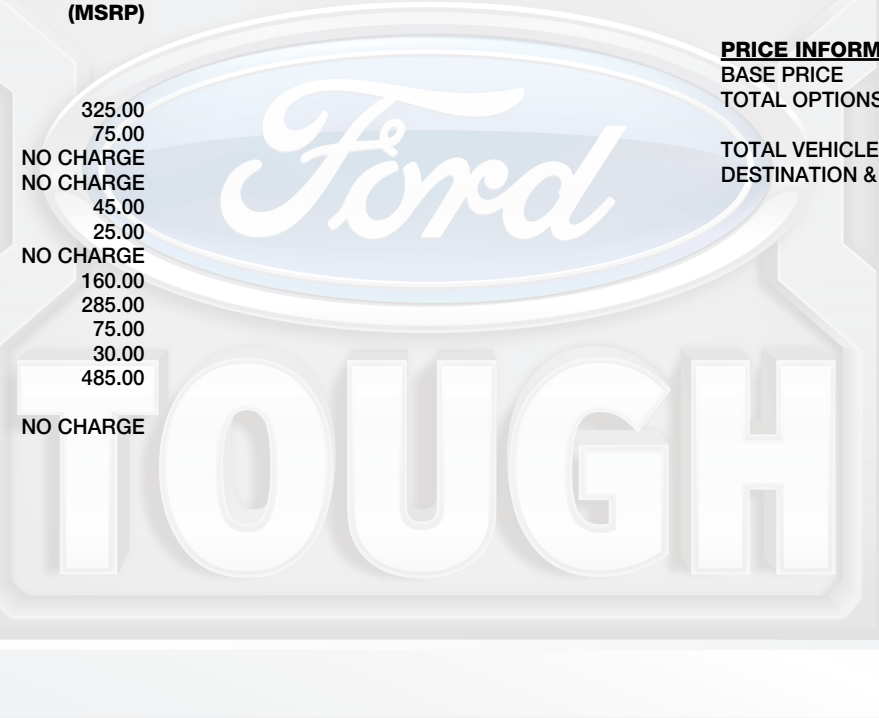 (MSRP)
325.00
75.00
NO CHARGE
NO CHARGE
45.00
25.00
NO CHARGE
160.00
285.00
75.00
30.00
485.00
NO CHARGE
PRICE INFORM
BASE PRICE
TOTAL OPTIONS
TOTAL VEHICLE
DESTINATION &
Ford
TOUGH